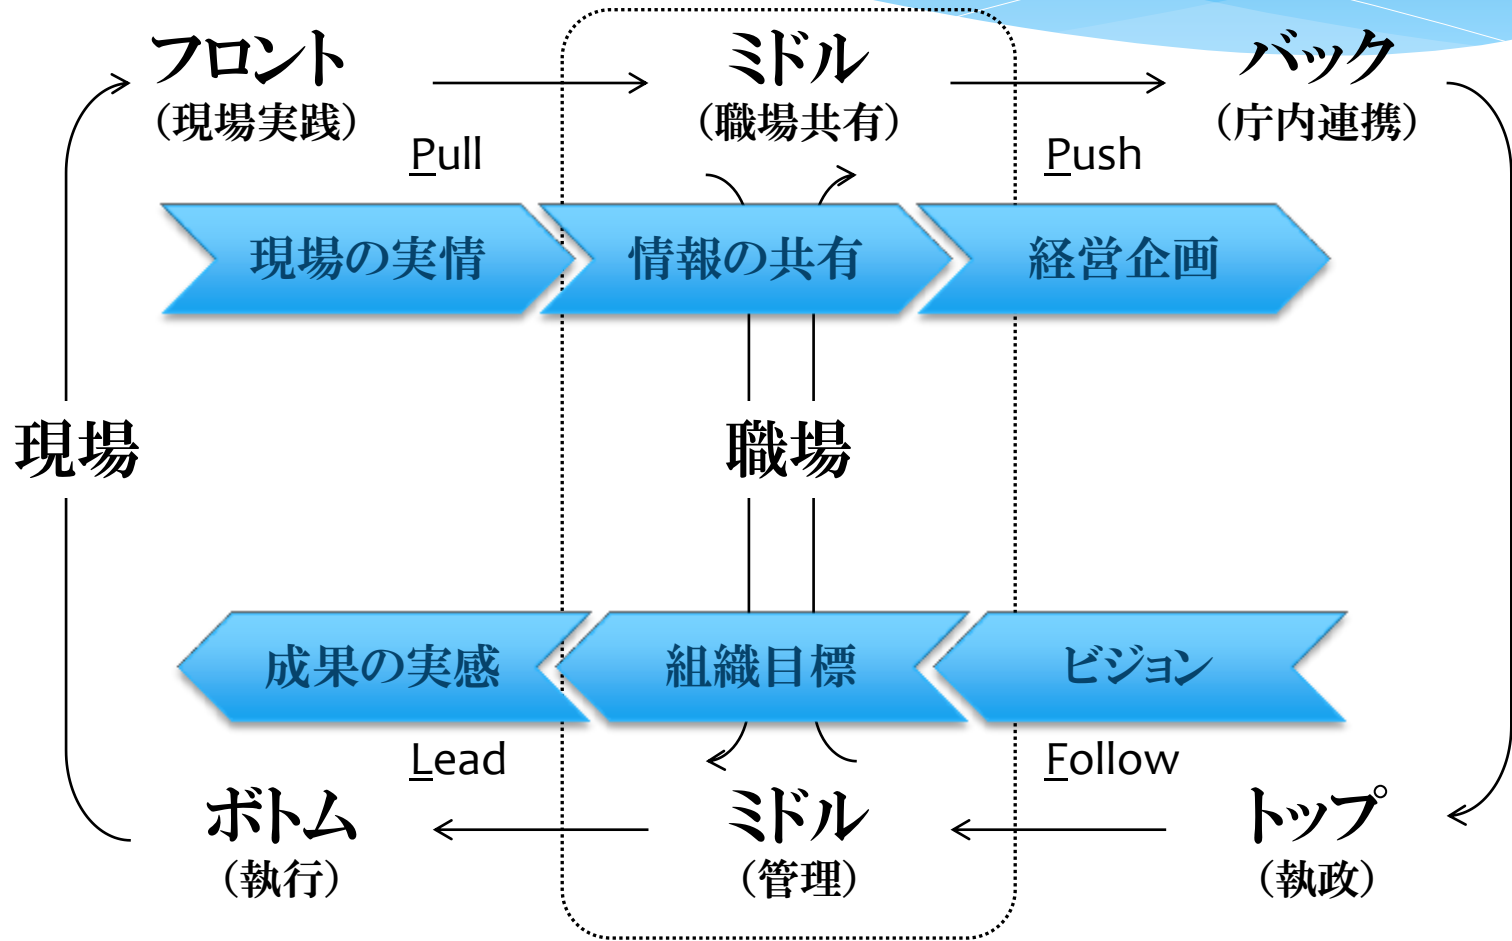 フロント
(現場実践)
ミドル
(職場共有)
バック
(庁内連携)
Pull
Push
現場の実情
情報の共有
経営企画
現場
職場
成果の実感
組織目標
ビジョン
Lead
Follow
ボトム
(執行)
ミドル
(管理)
トップ
(執政)